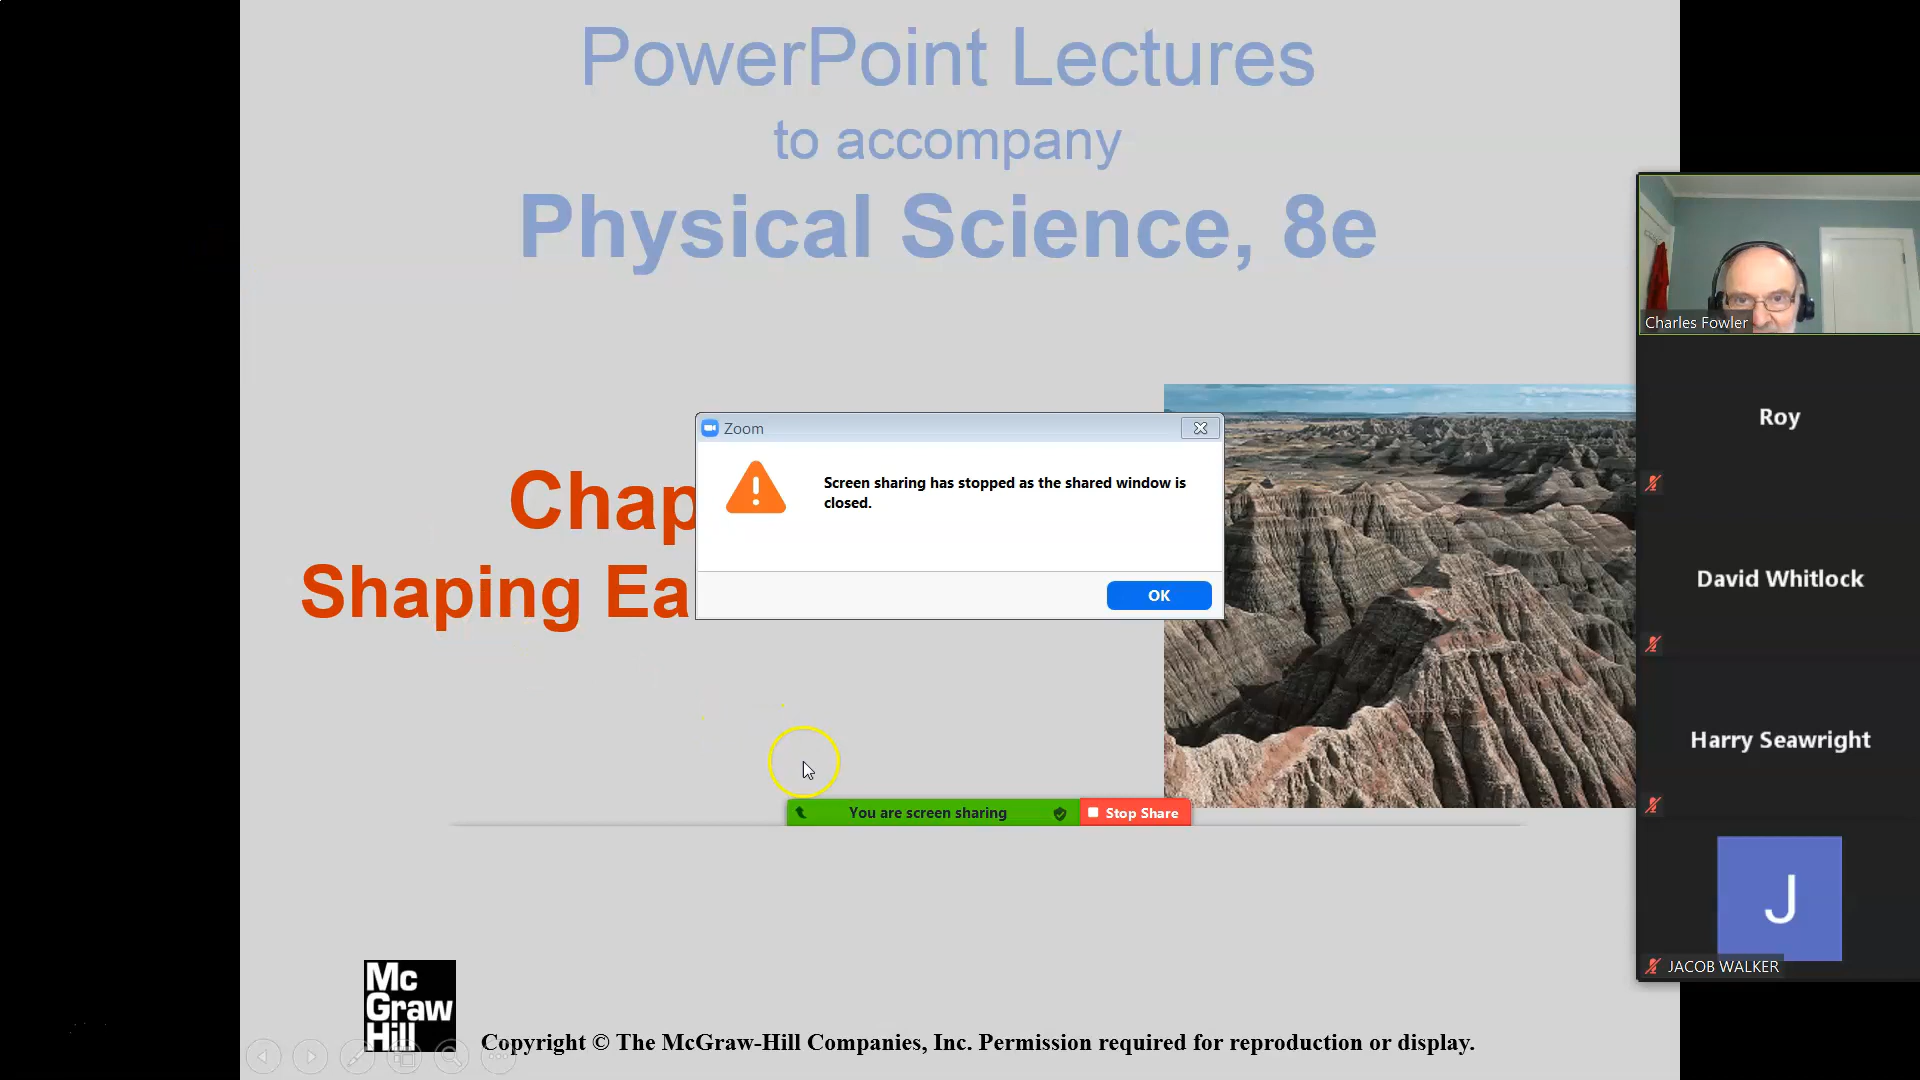 PowerPoint Lectures
to accompany
Physical Science, 8e
Charles Fowler
Roy
Zoom
Screen sharing has stopped as the shared window is
closed.
OK
Chap
Shaping Ea
David Whitlock
Harry Seawright
You are screen sharing
Stop Share
J
JACOB WALKER
Mc
Graw
Hill
Copyright © The McGraw-Hill Companies, Inc. Permission required for reproduction or display.